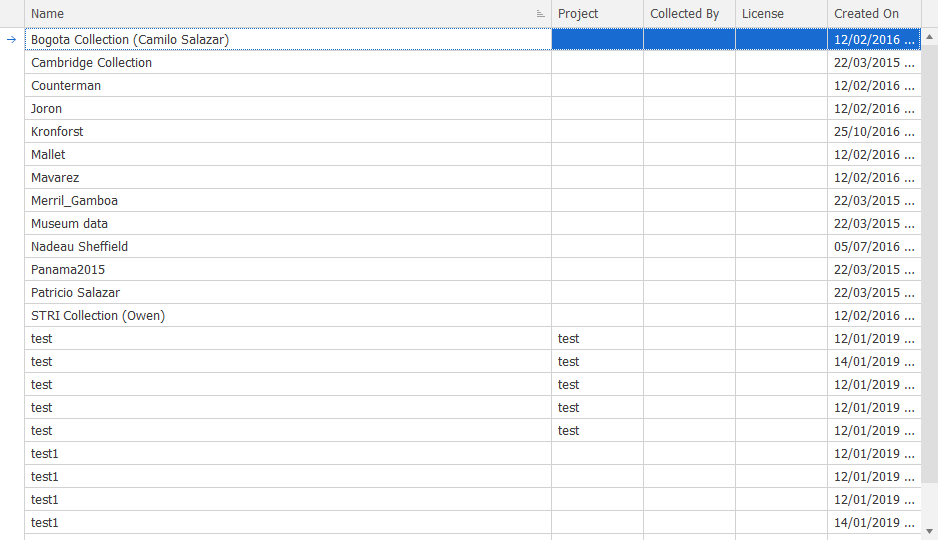 Name Project Collected By License Created On
Bogota Collection (Camilo Salazar) 12/02/2016 ...
Cambridge Collection 22/03/2015 ...
Counterman 12/02/2016 ...
Joron 12/02/2016 ...
Kronforst 25/10/2016 ...
Mallet 12/02/2016 ...
Mavarez 12/02/2016 ...
Merril_Gamboa 22/03/2015 ...
Museum data 22/03/2015 ...
Nadeau Sheffield 05/07/2016 ...
Panama2015 22/03/2015 ...
Patricio Salazar 22/03/2015 ...
STRI Collection (Owen) 12/02/2016 ...
test test 12/01/2019 ...
test test 14/01/2019 ...
test test 12/01/2019 ...
test test 12/01/2019 ...
test test 12/01/2019 ...
test1 12/01/2019 ...
test1 12/01/2019 ...
test1 12/01/2019 ...
test1 14/01/2019 ...